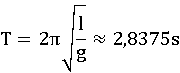 T = 2π√(l/g) ≈ 2,8375s